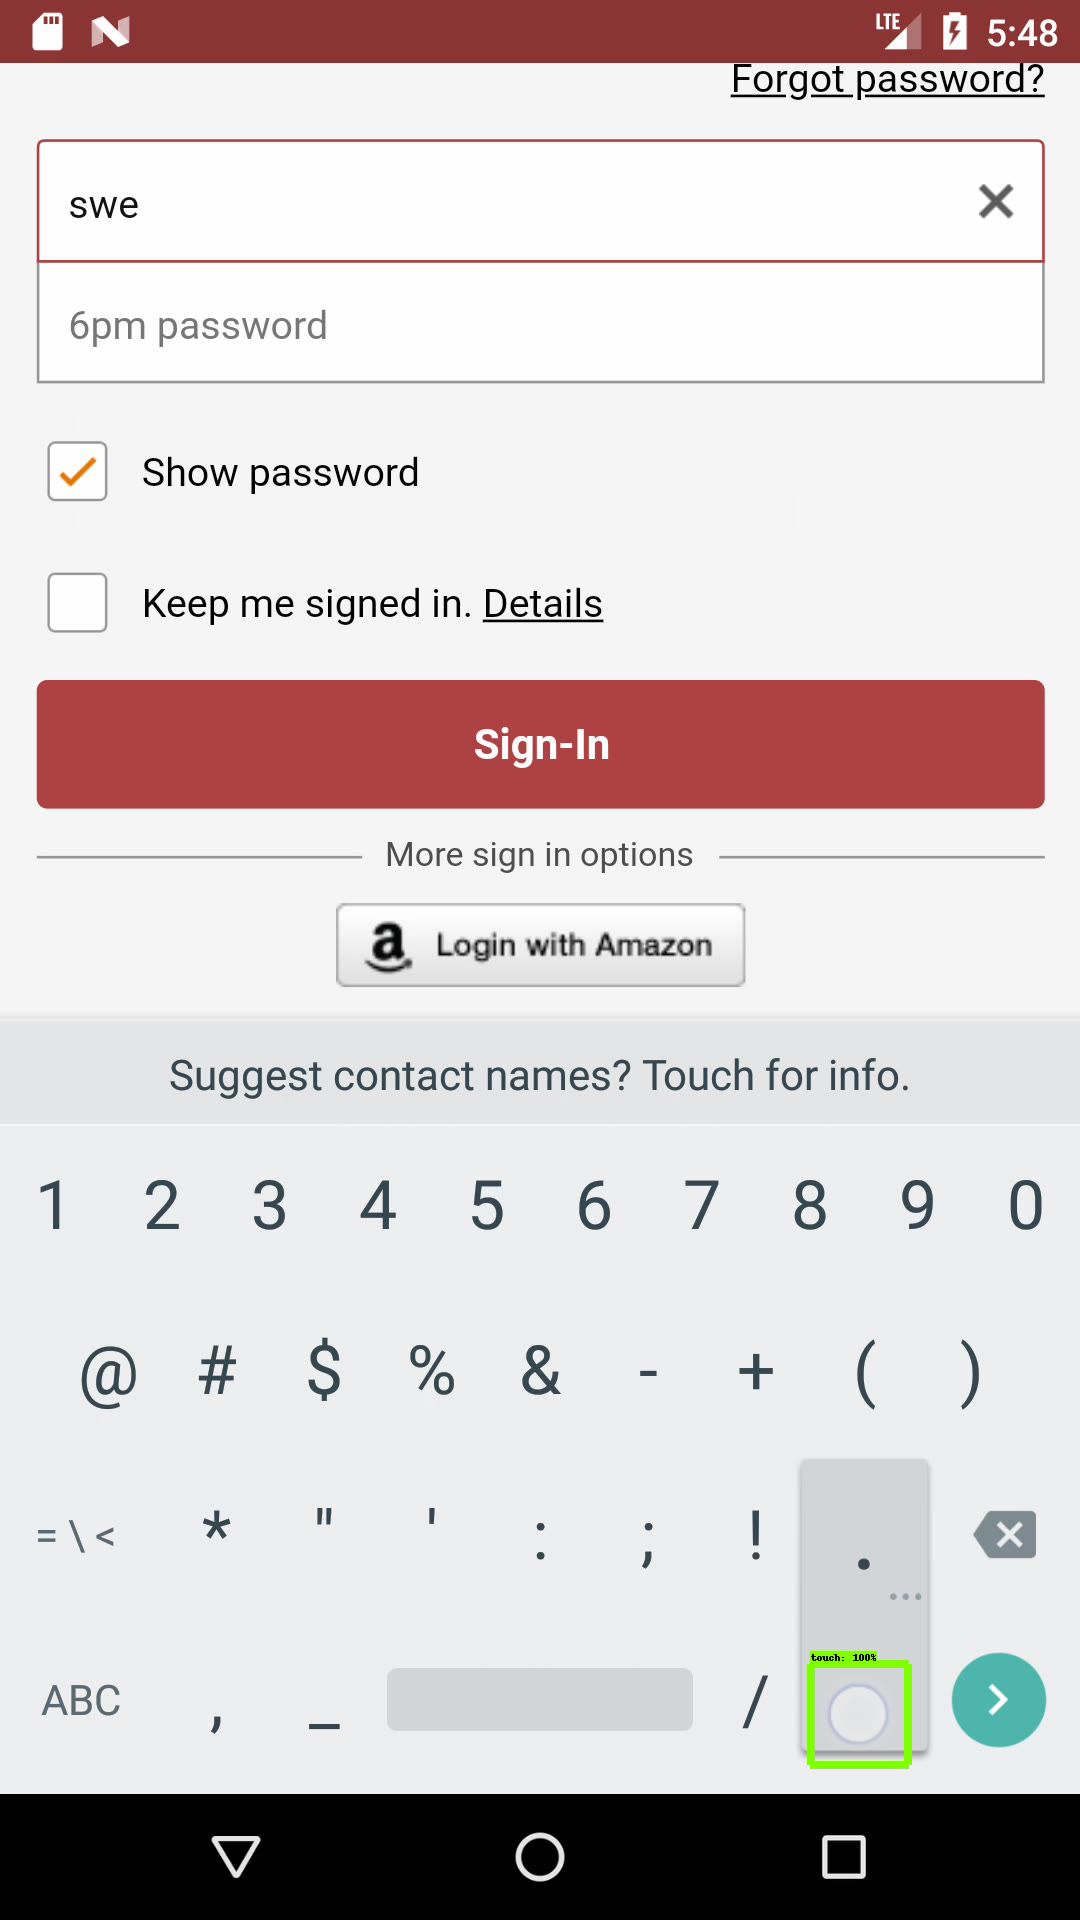 LTE 5:48
Forgot password?
swe
6pm password
Show password
Keep me signed in. Details
Sign-In
More sign in options
a Login with Amazon
Suggest contact names? Touch for info.
1 2 3 4 5 6 7 8 9 0
@ # $ % & - + ( )
= \ < * " ' : ; ! .
...
touch: 100%
ABC , _ /